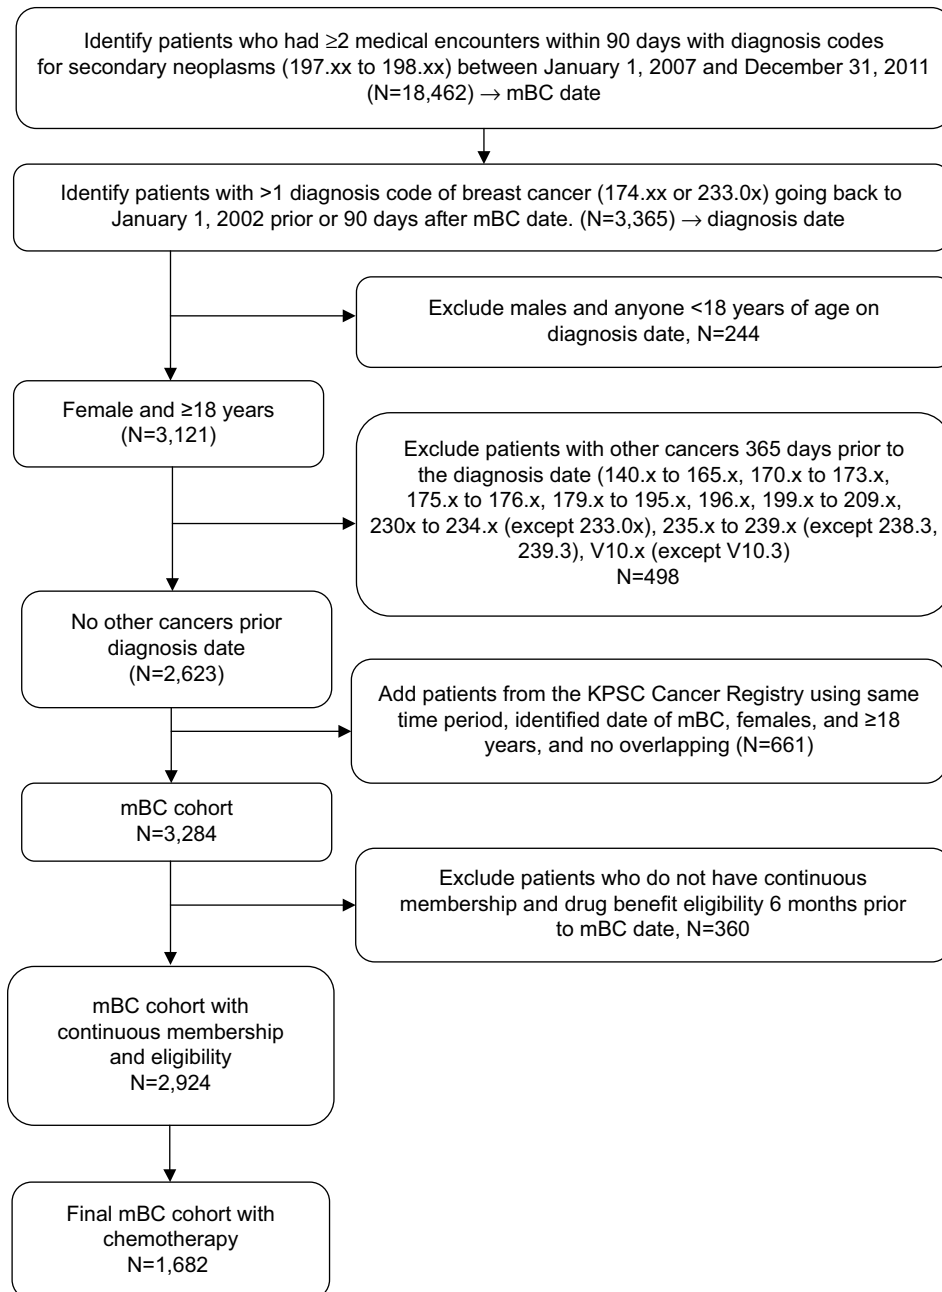 Identify patients who had ≥2 medical encounters within 90 days with diagnosis codes
for secondary neoplasms (197.xx to 198.xx) between January 1, 2007 and December 31, 2011
(N=18,462) → mBC date
Identify patients with >1 diagnosis code of breast cancer (174.xx or 233.0x) going back to
January 1, 2002 prior or 90 days after mBC date. (N=3,365) → diagnosis date
Exclude males and anyone <18 years of age on
diagnosis date, N=244
Female and ≥18 years
(N=3,121)
Exclude patients with other cancers 365 days prior to
the diagnosis date (140.x to 165.x, 170.x to 173.x,
175.x to 176.x, 179.x to 195.x, 196.x, 199.x to 209.x,
230x to 234.x (except 233.0x), 235.x to 239.x (except 238.3,
239.3), V10.x (except V10.3)
N=498
No other cancers prior
diagnosis date
(N=2,623)
Add patients from the KPSC Cancer Registry using same
time period, identified date of mBC, females, and ≥18
years, and no overlapping (N=661)
mBC cohort
N=3,284
Exclude patients who do not have continuous
membership and drug benefit eligibility 6 months prior
to mBC date, N=360
mBC cohort with
continuous membership
and eligibility
N=2,924
Final mBC cohort with
chemotherapy
N=1,682